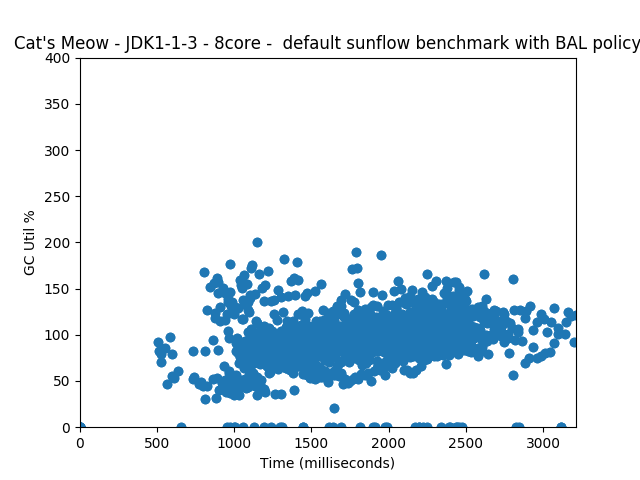 Cat's Meow - JDK1-1-3 - 8core -  default sunflow benchmark with BAL policy
400
350
300
250
200
150
100
50
0
GC Util %
0 500 1000 1500 2000 2500 3000
Time (milliseconds)